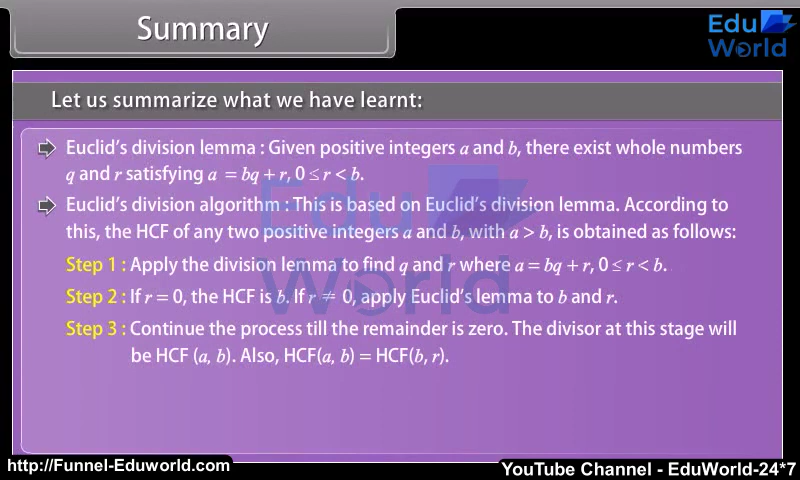 Summary
Edu
World
Let us summarize what we have learnt:
Euclid's division lemma : Given positive integers a and b, there exist whole numbers
q and r satisfying a = bq + r, 0 ≤ r < b.
Euclid's division algorithm : This is based on Euclid's division lemma. According to
this, the HCF of any two positive integers a and b, with a > b, is obtained as follows:
Step 1 : Apply the division lemma to find q and r where a = bq + r, 0 ≤ r < b.
Step 2 : If r = 0, the HCF is b. If r ≠ 0, apply Euclid's lemma to b and r.
Step 3 : Continue the process till the remainder is zero. The divisor at this stage will
be HCF (a, b). Also, HCF(a, b) = HCF(b, r).
Edu
World
http://Funnel-Eduworld.com
YouTube Channel - EduWorld-24*7